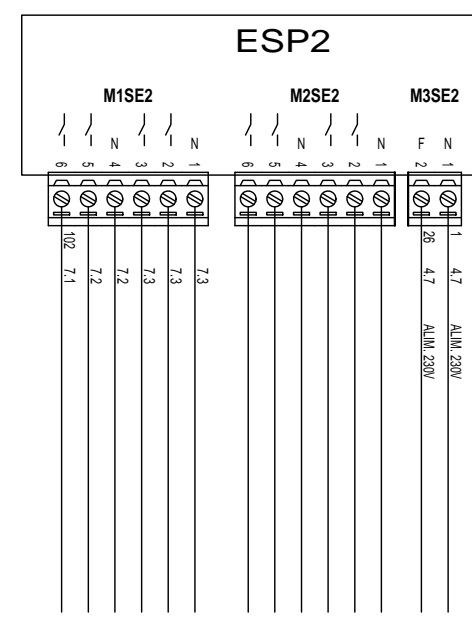 ESP2
M1SE2 M2SE2 M3SE2
N N N N F N
6 5 4 3 2 1 6 5 4 3 2 1 2 1
102 26 1
7.1 7.2 7.2 7.3 7.3 7.3 4.7 4.7
ALIM. 230V ALIM. 230V